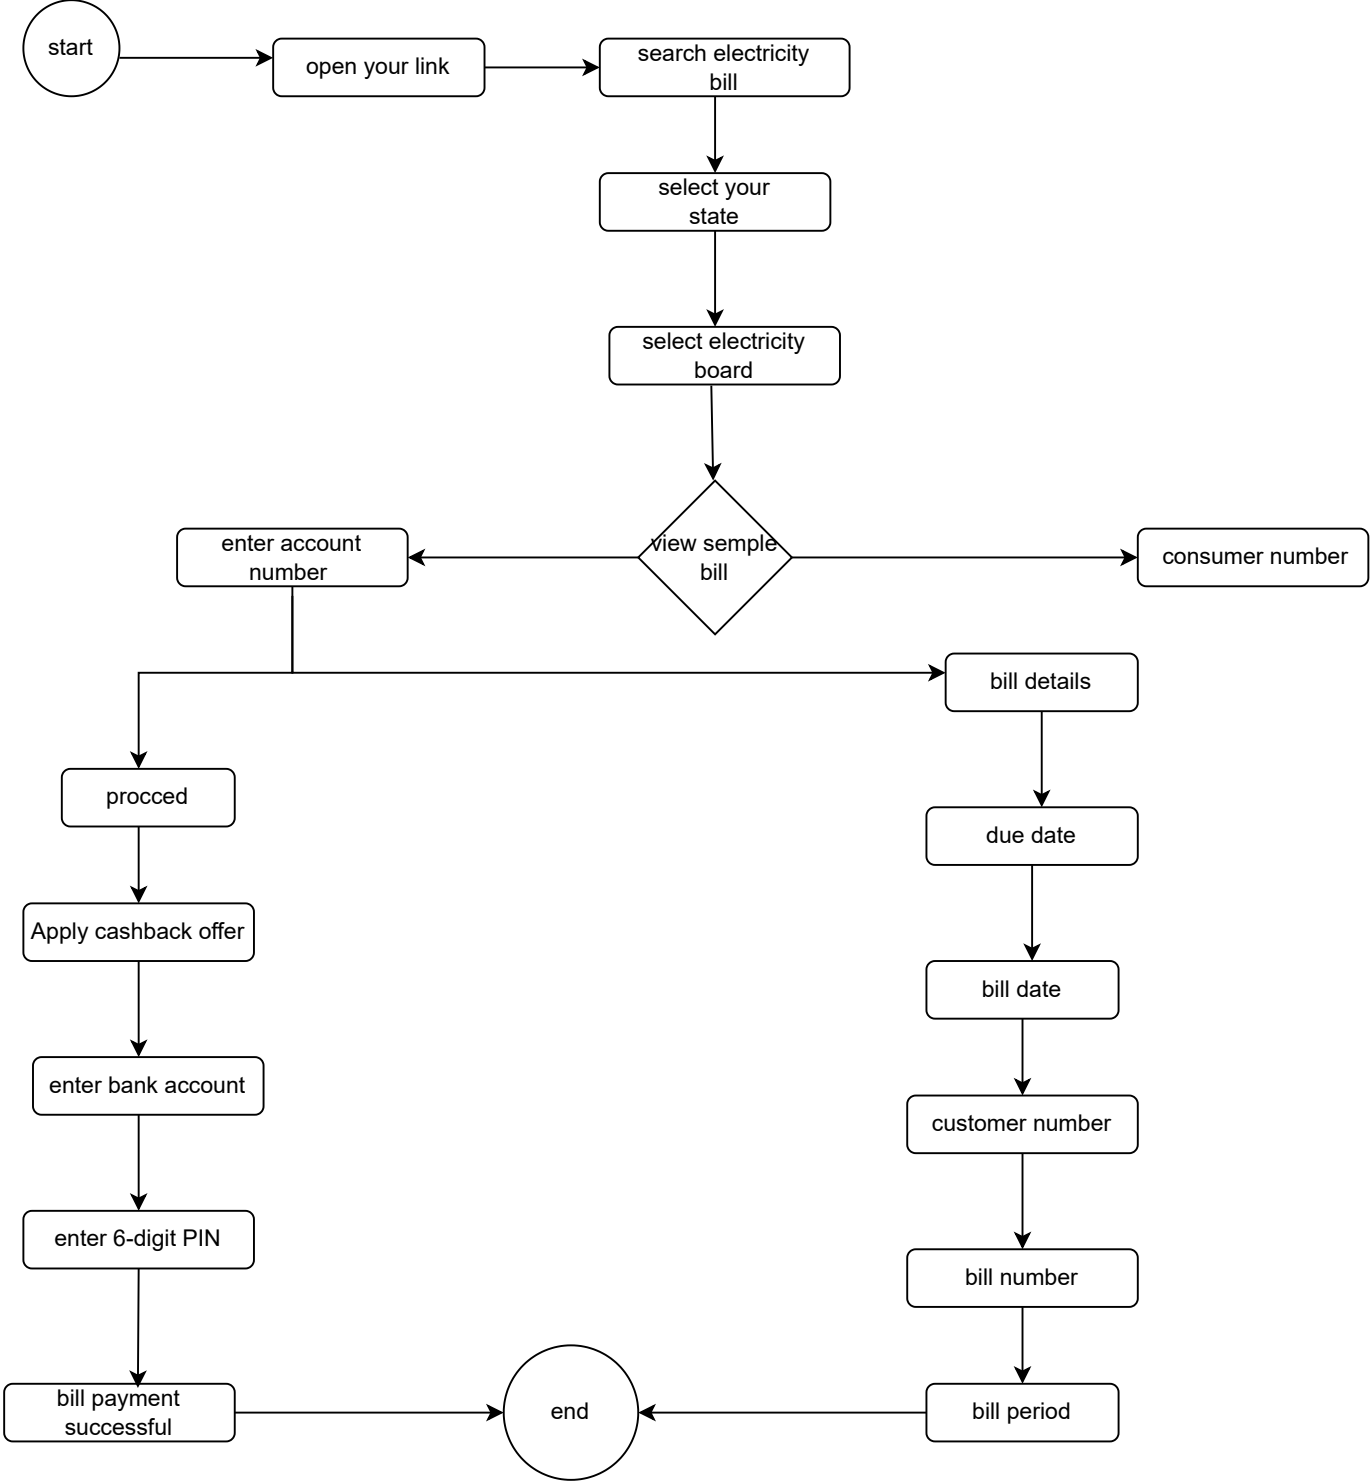 start
open your link
search electricity
bill
select your
state
select electricity
board
view semple
bill
enter account
number
consumer number
bill details
procced
due date
Apply cashback offer
bill date
enter bank account
customer number
enter 6-digit PIN
bill number
bill payment
successful
end
bill period